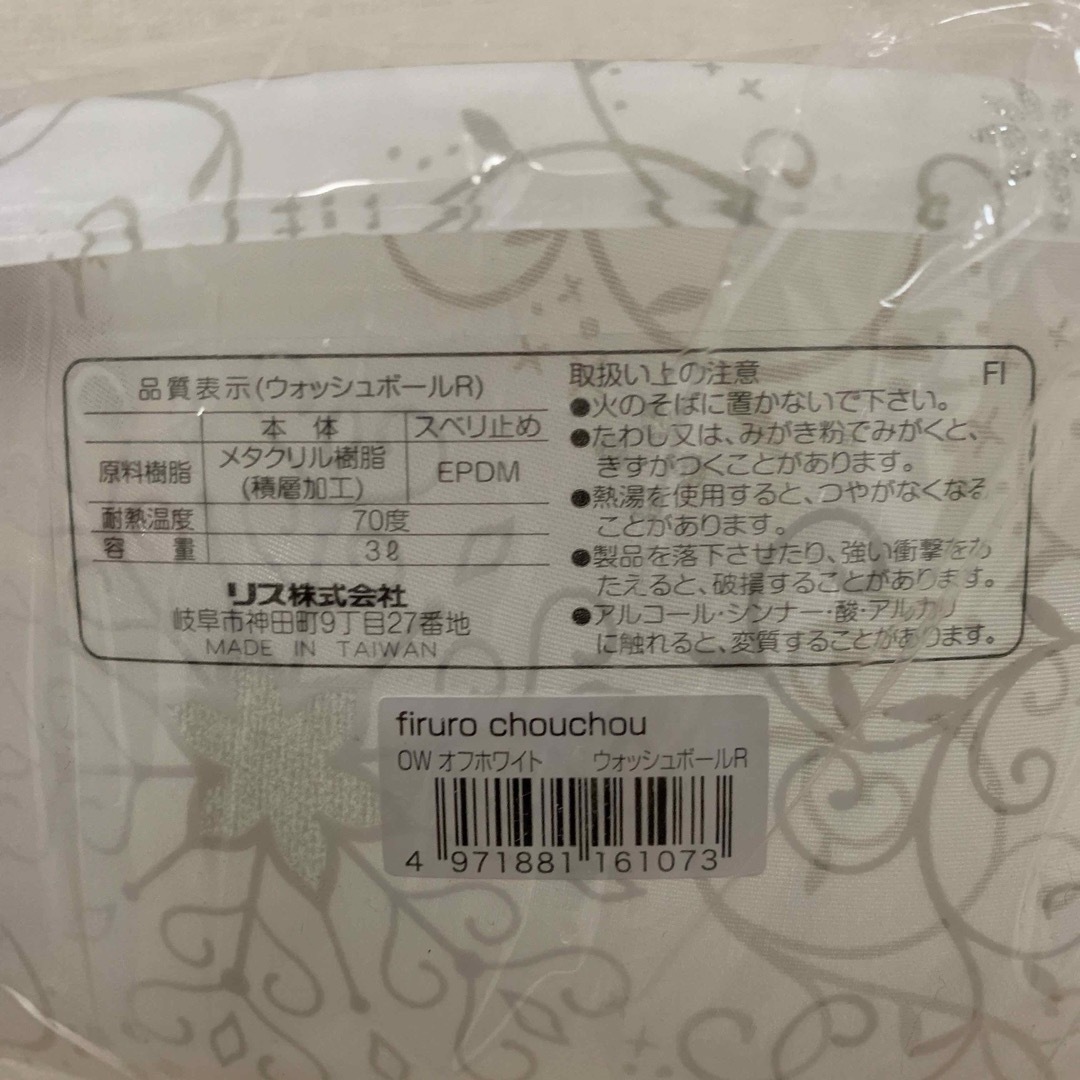 品質表示(ウォッシュボールR)
本体 スベリ止め
原料樹脂 メタクリル樹脂 (積層加工) EPDM
耐熱温度 70度
容量 3ℓ
リス株式会社
岐阜市神田町9丁目27番地
MADE IN TAIWAN
取扱い上の注意 FI
●火のそばに置かないで下さい。
●たわし又は、みがき粉でみがくと、
きずがつくことがあります。
●熱湯を使用すると、つやがなくなる
ことがあります。
●製品を落下させたり、強い衝撃をあ
たえると、破損することがあります。
●アルコール・シンナー・酸・アルカリ
に触れると、変質することがあります。
firuro chouchou
OW オフホワイト ウォッシュボールR
4 971881 161073